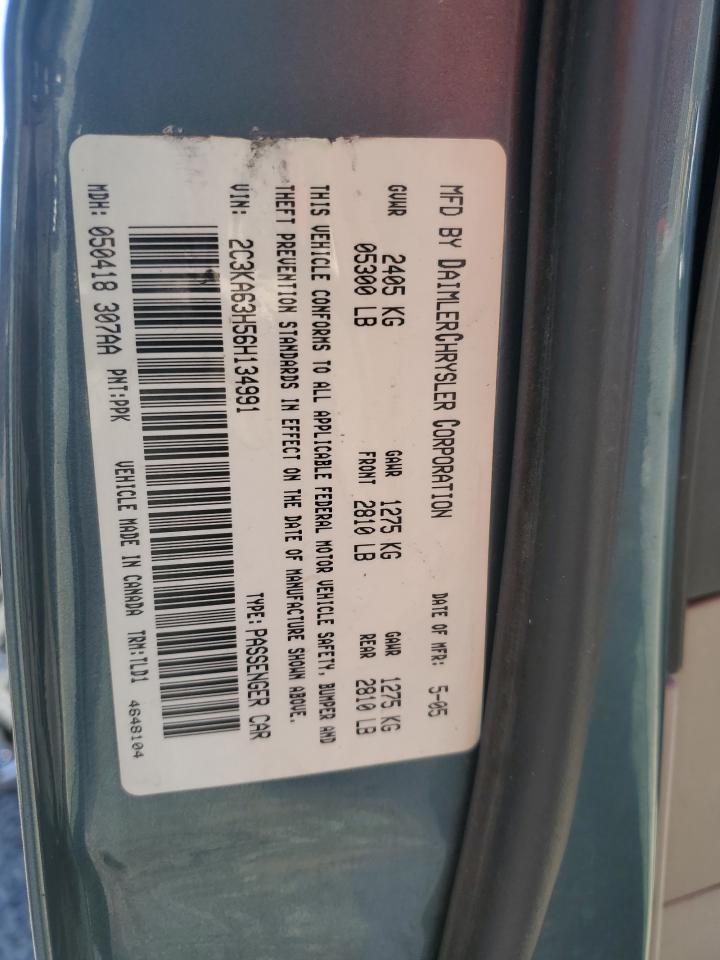 MFD BY DAIMLERCHRYSLER CORPORATION DATE OF MFR: 5-05
GVWR 2405 KG GAWR 1275 KG GAWR 1275 KG
05300 LB FRONT 2810 LB REAR 2810 LB
THIS VEHICLE CONFORMS TO ALL APPLICABLE FEDERAL MOTOR VEHICLE SAFETY, BUMPER AND
THEFT PREVENTION STANDARDS IN EFFECT ON THE DATE OF MANUFACTURE SHOWN ABOVE.
VIN: 2C3KA63H56H134991 TYPE: PASSENGER CAR
MDH: 050418 307AA PNT:PPK VEHICLE MADE IN CANADA TRM:TLD1 4648104